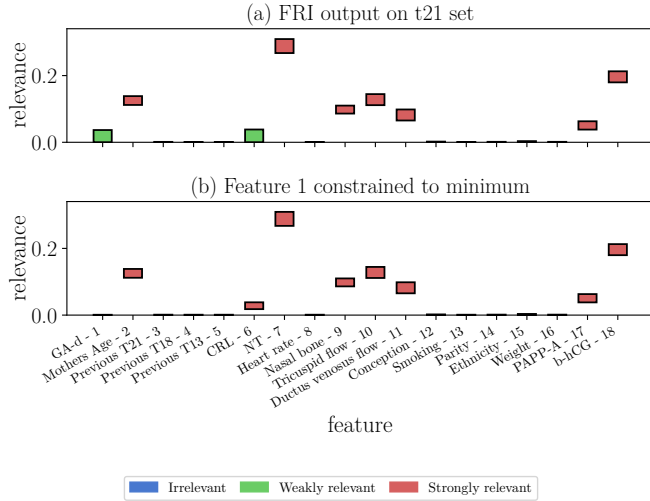 (a) FRI output on t21 set
relevance
0.2
0.0
(b) Feature 1 constrained to minimum
relevance
0.2
0.0
GA-d - 1
Mothers Age - 2
Previous T21 - 3
Previous T18 - 4
Previous T13 - 5
CRL - 6
NT - 7
Heart rate - 8
Nasal bone - 9
Tricuspid flow - 10
Ductus venosus flow - 11
Conception - 12
Smoking - 13
Parity - 14
Ethnicity - 15
Weight - 16
PAPP-A - 17
b-hCG - 18
feature
Irrelevant Weakly relevant Strongly relevant